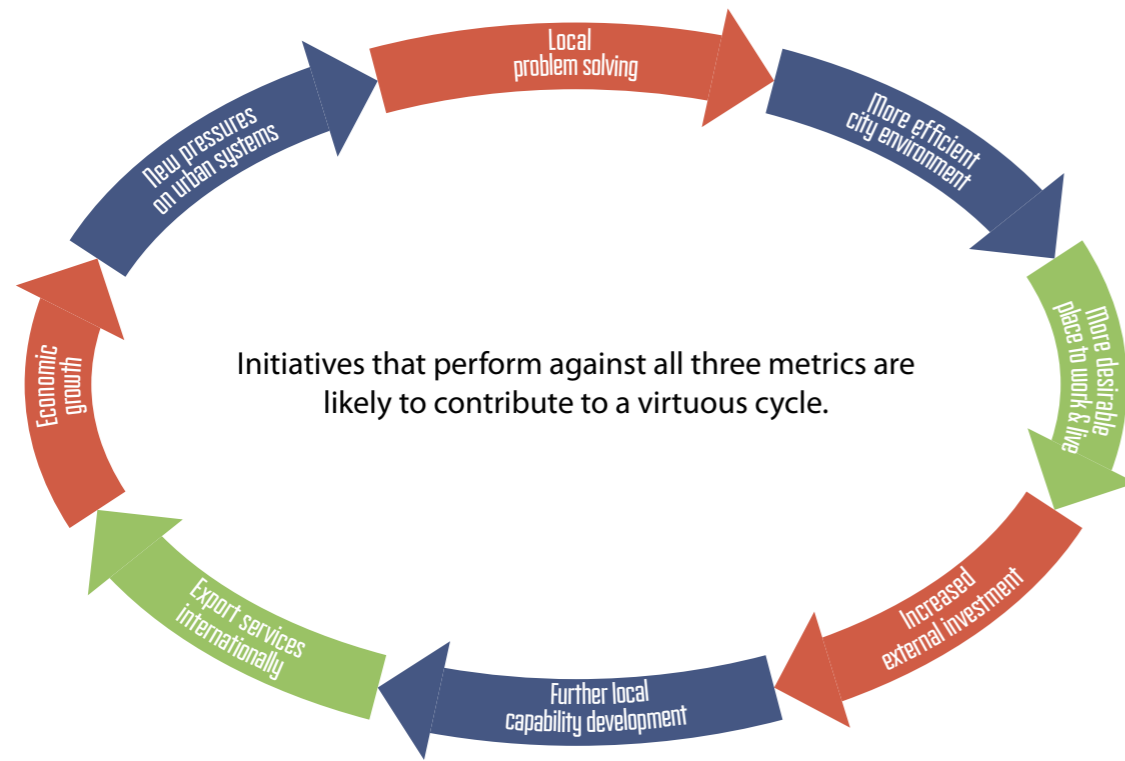 Local
problem solving
More efficient
city environment
More desirable
place to work & live
Increased
external investment
Further local
capability development
Export services
internationally
Economic
growth
New pressures
on urban systems
Initiatives that perform against all three metrics are
likely to contribute to a virtuous cycle.